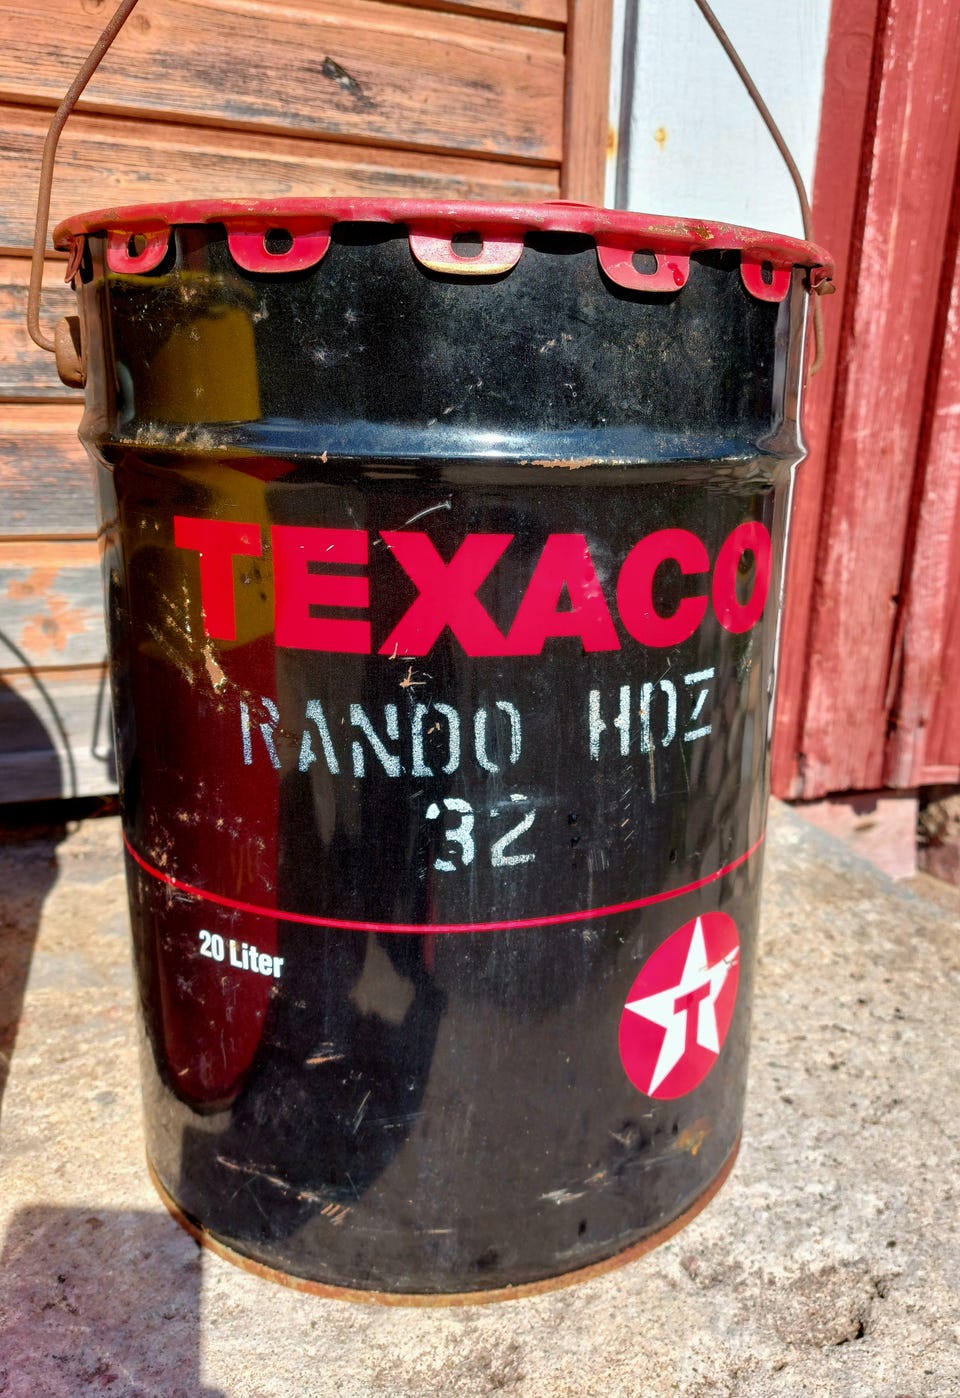 TEXACO
RANDO HDZ
32
20 Liter
T